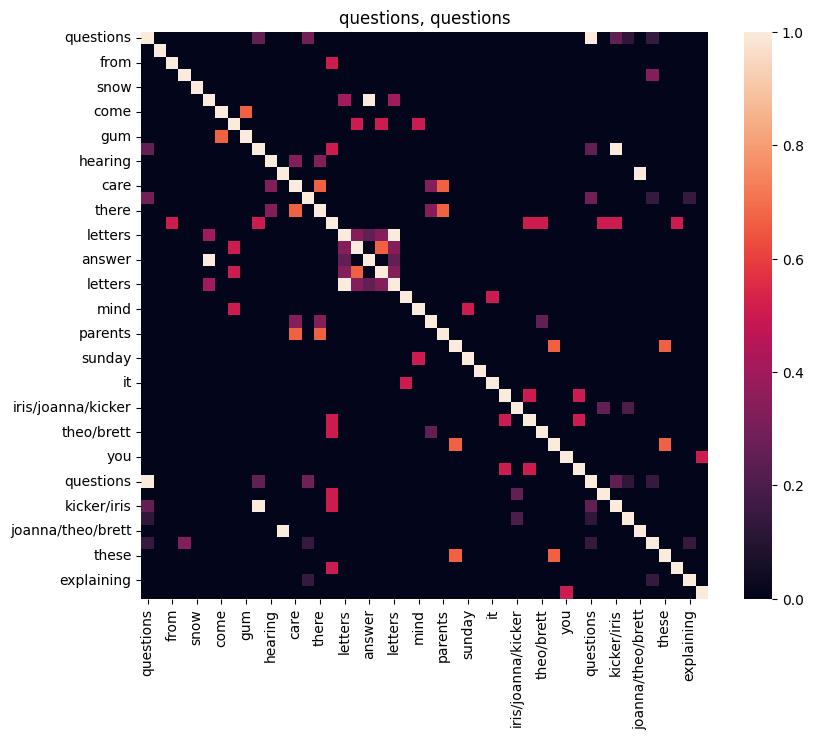 questions, questions
questions
from
snow
come
gum
hearing
care
there
letters
answer
letters
mind
parents
sunday
it
iris/joanna/kicker
theo/brett
you
questions
kicker/iris
joanna/theo/brett
these
explaining
questions
from
snow
come
gum
hearing
care
there
letters
answer
letters
mind
parents
sunday
it
iris/joanna/kicker
theo/brett
you
questions
kicker/iris
joanna/theo/brett
these
explaining
1.0
0.8
0.6
0.4
0.2
0.0